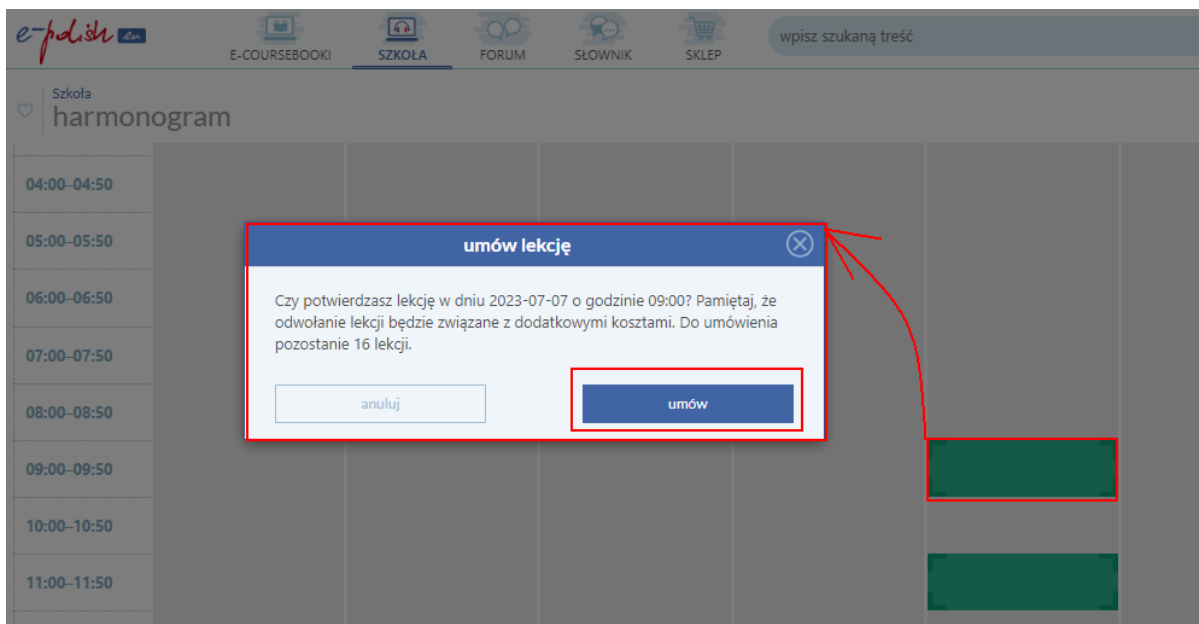 e-polish eu
E-COURSEBOOKI
SZKOŁA
FORUM
SŁOWNIK
SKLEP
wpisz szukaną treść
Szkoła
harmonogram
04:00–04:50
05:00–05:50
06:00–06:50
07:00–07:50
08:00–08:50
09:00–09:50
10:00–10:50
11:00–11:50
umów lekcję
Czy potwierdzasz lekcję w dniu 2023-07-07 o godzinie 09:00? Pamiętaj, że
odwołanie lekcji będzie związane z dodatkowymi kosztami. Do umówienia
pozostanie 16 lekcji.
anuluj
umów